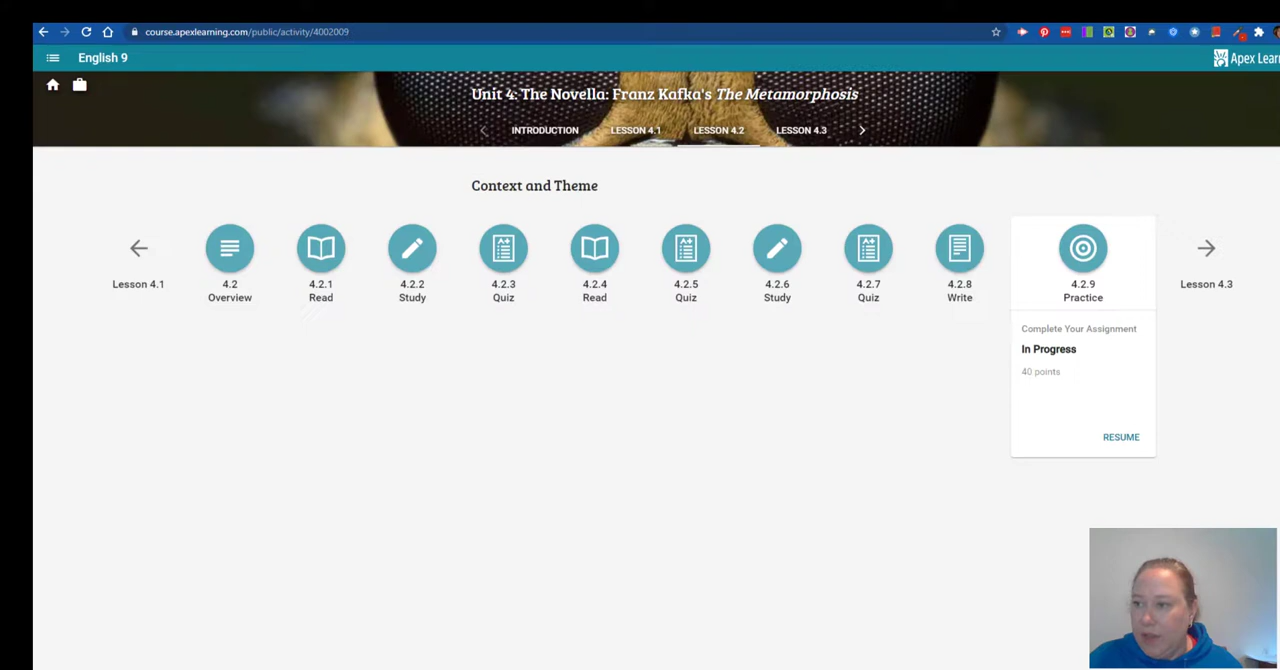 course.apexlearning.com/public/activity/4002009
English 9
Apex Lear
Unit 4: The Novella: Franz Kafka's The Metamorphosis
INTRODUCTION
LESSON 4.1
LESSON 4.2
LESSON 4.3
Context and Theme
Lesson 4.1
4.2
Overview
4.2.1
Read
4.2.2
Study
4.2.3
Quiz
4.2.4
Read
4.2.5
Quiz
4.2.6
Study
4.2.7
Quiz
4.2.8
Write
4.2.9
Practice
Lesson 4.3
Complete Your Assignment
In Progress
40 points
RESUME